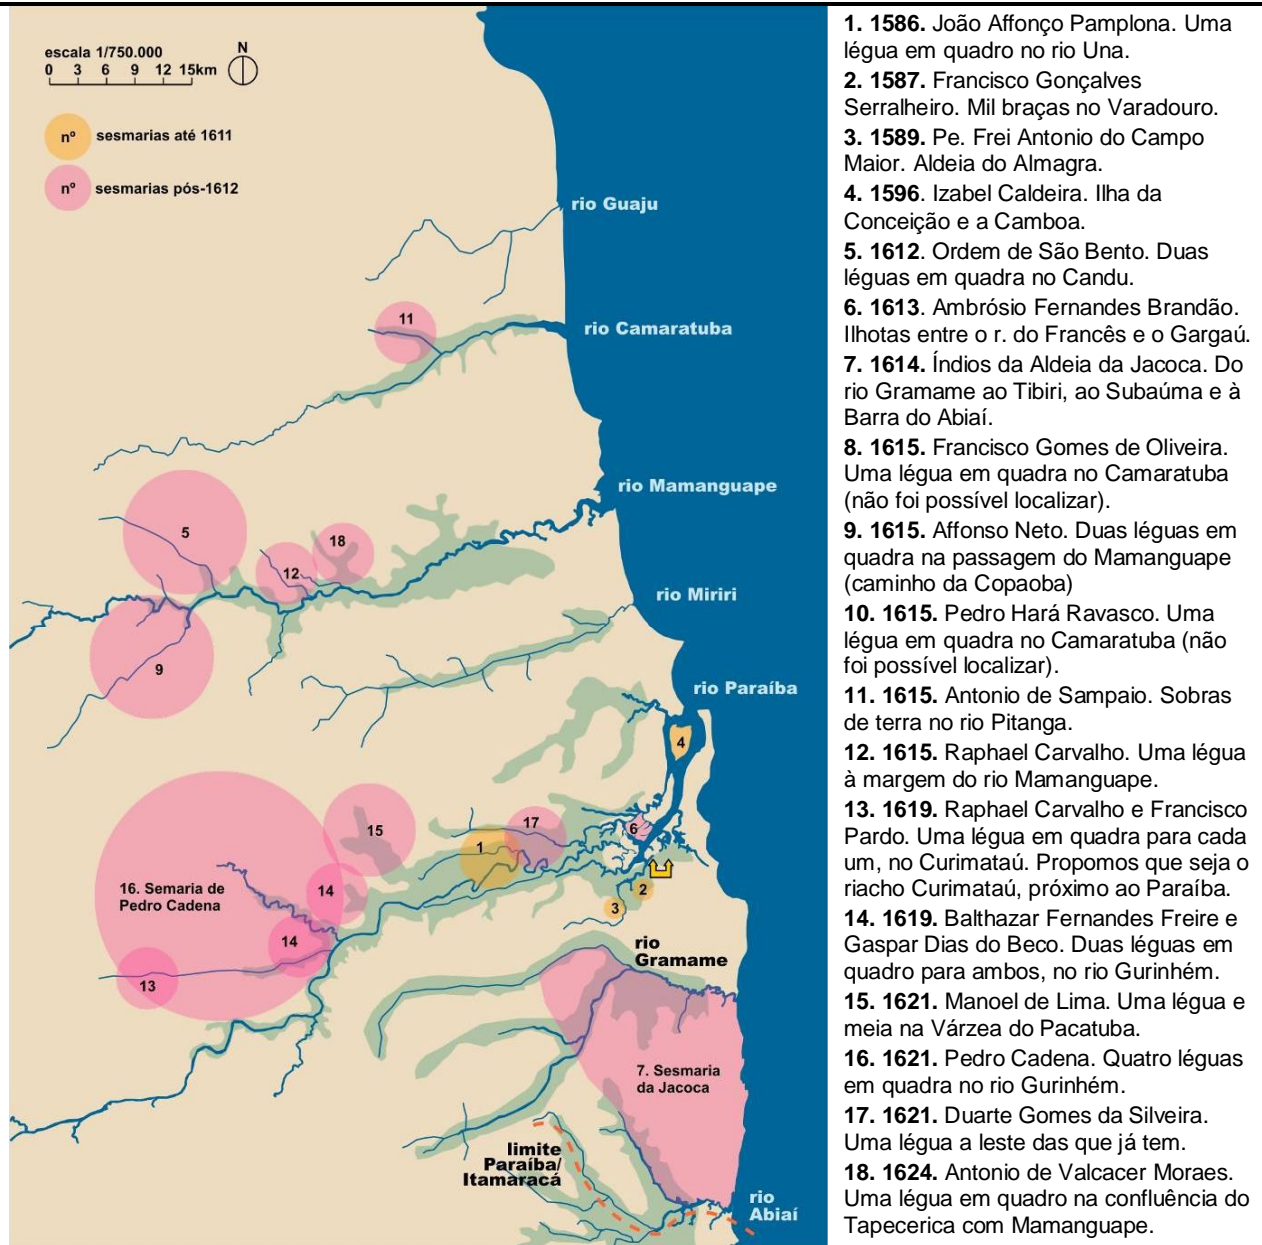 escala 1/750.000
0 3 6 9 12 15km
N
nº sesmarias até 1611
nº sesmarias pós-1612
rio Guaju
11
rio Camaratuba
rio Mamanguape
5
18
12
rio Miriri
9
rio Paraíba
4
15
17
6
1
16. Semaria de
Pedro Cadena
14
2
3
14
13
rio
Gramame
7. Sesmaria
da Jacoca
limite
Paraíba/
Itamaracá
rio
Abiaí
1. 1586. João Affonço Pamplona. Uma
légua em quadro no rio Una.
2. 1587. Francisco Gonçalves
Serralheiro. Mil braças no Varadouro.
3. 1589. Pe. Frei Antonio do Campo
Maior. Aldeia do Almagra.
4. 1596. Izabel Caldeira. Ilha da
Conceição e a Camboa.
5. 1612. Ordem de São Bento. Duas
léguas em quadra no Candu.
6. 1613. Ambrósio Fernandes Brandão.
Ilhotas entre o r. do Francês e o Gargaú.
7. 1614. Índios da Aldeia da Jacoca. Do
rio Gramame ao Tibiri, ao Subaúma e à
Barra do Abiaí.
8. 1615. Francisco Gomes de Oliveira.
Uma légua em quadra no Camaratuba
(não foi possível localizar).
9. 1615. Affonso Neto. Duas léguas em
quadra na passagem do Mamanguape
(caminho da Copaoba)
10. 1615. Pedro Hará Ravasco. Uma
légua em quadra no Camaratuba (não
foi possível localizar).
11. 1615. Antonio de Sampaio. Sobras
de terra no rio Pitanga.
12. 1615. Raphael Carvalho. Uma légua
à margem do rio Mamanguape.
13. 1619. Raphael Carvalho e Francisco
Pardo. Uma légua em quadra para cada
um, no Curimataú. Propomos que seja o
riacho Curimataú, próximo ao Paraíba.
14. 1619. Balthazar Fernandes Freire e
Gaspar Dias do Beco. Duas léguas em
quadro para ambos, no rio Gurinhém.
15. 1621. Manoel de Lima. Uma légua e
meia na Várzea do Pacatuba.
16. 1621. Pedro Cadena. Quatro léguas
em quadra no rio Gurinhém.
17. 1621. Duarte Gomes da Silveira.
Uma légua a leste das que já tem.
18. 1624. Antonio de Valcacer Moraes.
Uma légua em quadro na confluência do
Tapecerica com Mamanguape.